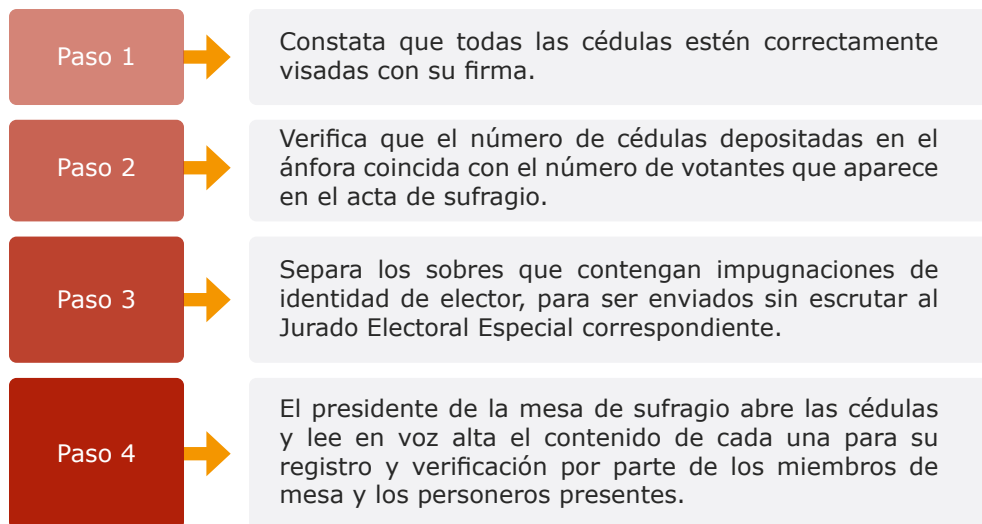 Paso 1
Constata que todas las cédulas estén correctamente
visadas con su firma.
Paso 2
Verifica que el número de cédulas depositadas en el
ánfora coincida con el número de votantes que aparece
en el acta de sufragio.
Paso 3
Separa los sobres que contengan impugnaciones de
identidad de elector, para ser enviados sin escrutar al
Jurado Electoral Especial correspondiente.
Paso 4
El presidente de la mesa de sufragio abre las cédulas
y lee en voz alta el contenido de cada una para su
registro y verificación por parte de los miembros de
mesa y los personeros presentes.